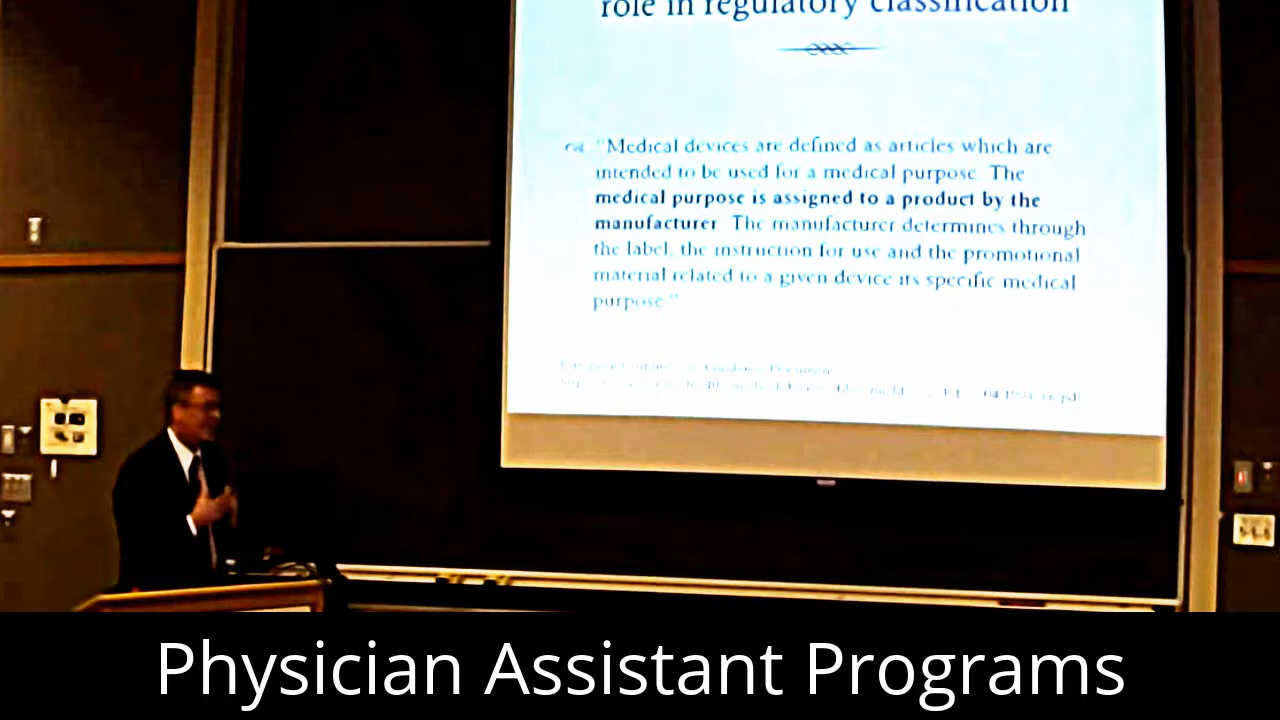 role in regulatory classification
"Medical devices are defined as articles which are
intended to be used for a medical purpose. The
medical purpose is assigned to a product by the
manufacturer. The manufacturer determines through
the label, the instruction for use and the promotional
material related to a given device its specific medical
purpose."
Guidance Document
Physician Assistant Programs